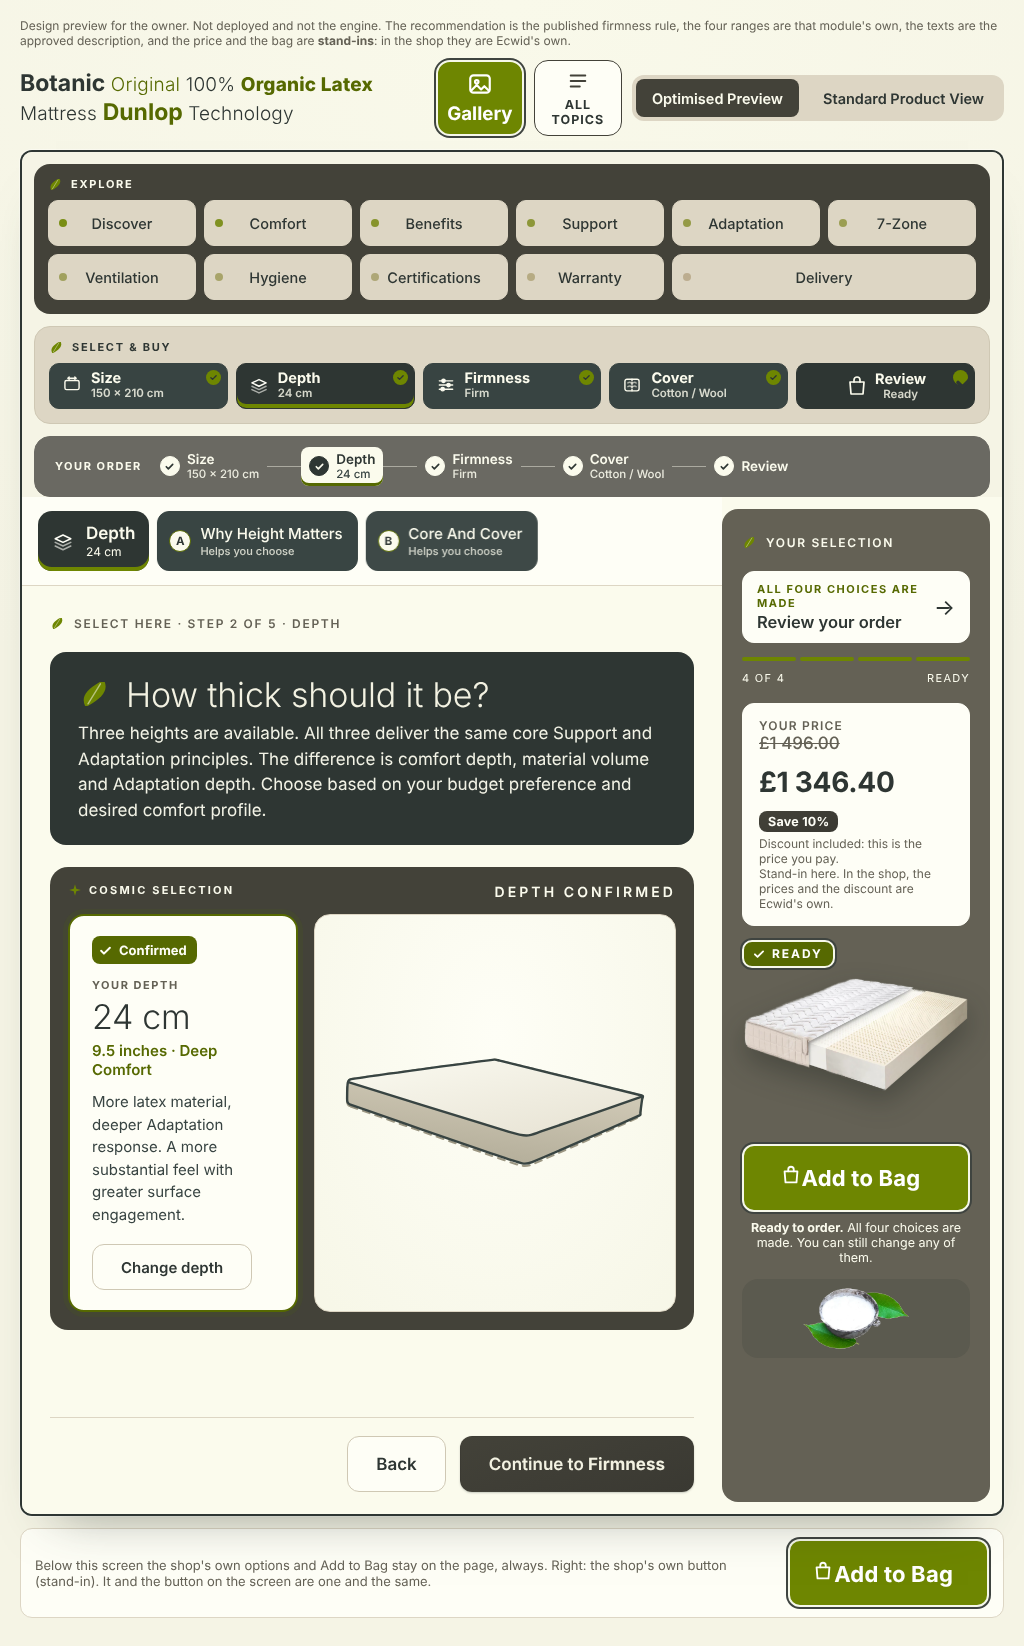 Design preview for the owner. Not deployed and not the engine. The recommendation is the published firmness rule, the four ranges are that module's own, the texts are the
approved description, and the price and the bag are stand-ins: in the shop they are Ecwid's own.
Botanic Original 100% Organic Latex
Mattress Dunlop Technology
Gallery
ALL
TOPICS
Optimised Preview
Standard Product View
EXPLORE
Discover
Comfort
Benefits
Support
Adaptation
7-Zone
Ventilation
Hygiene
Certifications
Warranty
Delivery
SELECT & BUY
Size
150 × 210 cm
Depth
24 cm
Firmness
Firm
Cover
Cotton / Wool
Review
Ready
YOUR ORDER
Size
150 × 210 cm
Depth
24 cm
Firmness
Firm
Cover
Cotton / Wool
Review
Depth
24 cm
A
Why Height Matters
Helps you choose
B
Core And Cover
Helps you choose
SELECT HERE · STEP 2 OF 5 · DEPTH
How thick should it be?
Three heights are available. All three deliver the same core Support and
Adaptation principles. The difference is comfort depth, material volume
and Adaptation depth. Choose based on your budget preference and
desired comfort profile.
COSMIC SELECTION
DEPTH CONFIRMED
Confirmed
YOUR DEPTH
24 cm
9.5 inches · Deep
Comfort
More latex material,
deeper Adaptation
response. A more
substantial feel with
greater surface
engagement.
Change depth
Back
Continue to Firmness
YOUR SELECTION
ALL FOUR CHOICES ARE
MADE
Review your order
4 OF 4
READY
YOUR PRICE
£1 496.00
£1 346.40
Save 10%
Discount included: this is the
price you pay.
Stand-in here. In the shop, the
prices and the discount are
Ecwid's own.
READY
Add to Bag
Ready to order. All four choices are
made. You can still change any of
them.
Below this screen the shop's own options and Add to Bag stay on the page, always. Right: the shop's own button
(stand-in). It and the button on the screen are one and the same.
Add to Bag